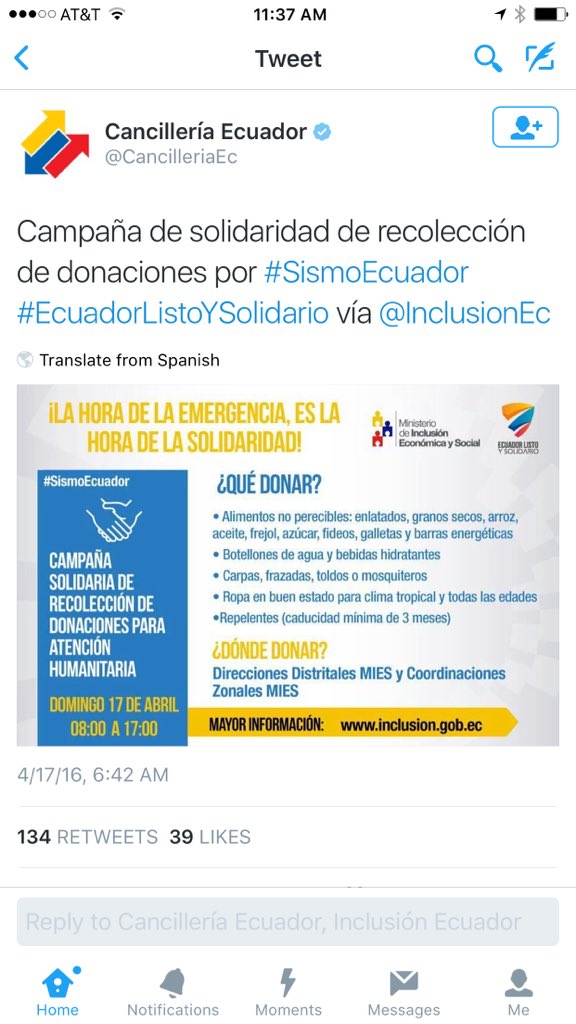 AT&T 11:37 AM
Tweet
Cancillería Ecuador
@CancilleriaEc
Campaña de solidaridad de recolección
de donaciones por #SismoEcuador
#EcuadorListoYSolidario vía @InclusionEc
Translate from Spanish
¡LA HORA DE LA EMERGENCIA, ES LA
HORA DE LA SOLIDARIDAD!
Ministerio
de Inclusión
Económica y Social
ECUADOR LISTO
Y SOLIDARIO
#SismoEcuador
CAMPAÑA
SOLIDARIA DE
RECOLECCIÓN DE
DONACIONES PARA
ATENCIÓN
HUMANITARIA
DOMINGO 17 DE ABRIL
08:00 A 17:00
¿QUÉ DONAR?
• Alimentos no perecibles: enlatados, granos secos, arroz,
aceite, frejol, azúcar, fideos, galletas y barras energéticas
• Botellones de agua y bebidas hidratantes
• Carpas, frazadas, toldos o mosquiteros
• Ropa en buen estado para clima tropical y todas las edades
•Repelentes (caducidad mínima de 3 meses)
¿DÓNDE DONAR?
Direcciones Distritales MIES y Coordinaciones
Zonales MIES
MAYOR INFORMACIÓN: www.inclusion.gob.ec
4/17/16, 6:42 AM
134 RETWEETS 39 LIKES
Reply to Cancillería Ecuador, Inclusión Ecuador
Home Notifications Moments Messages Me